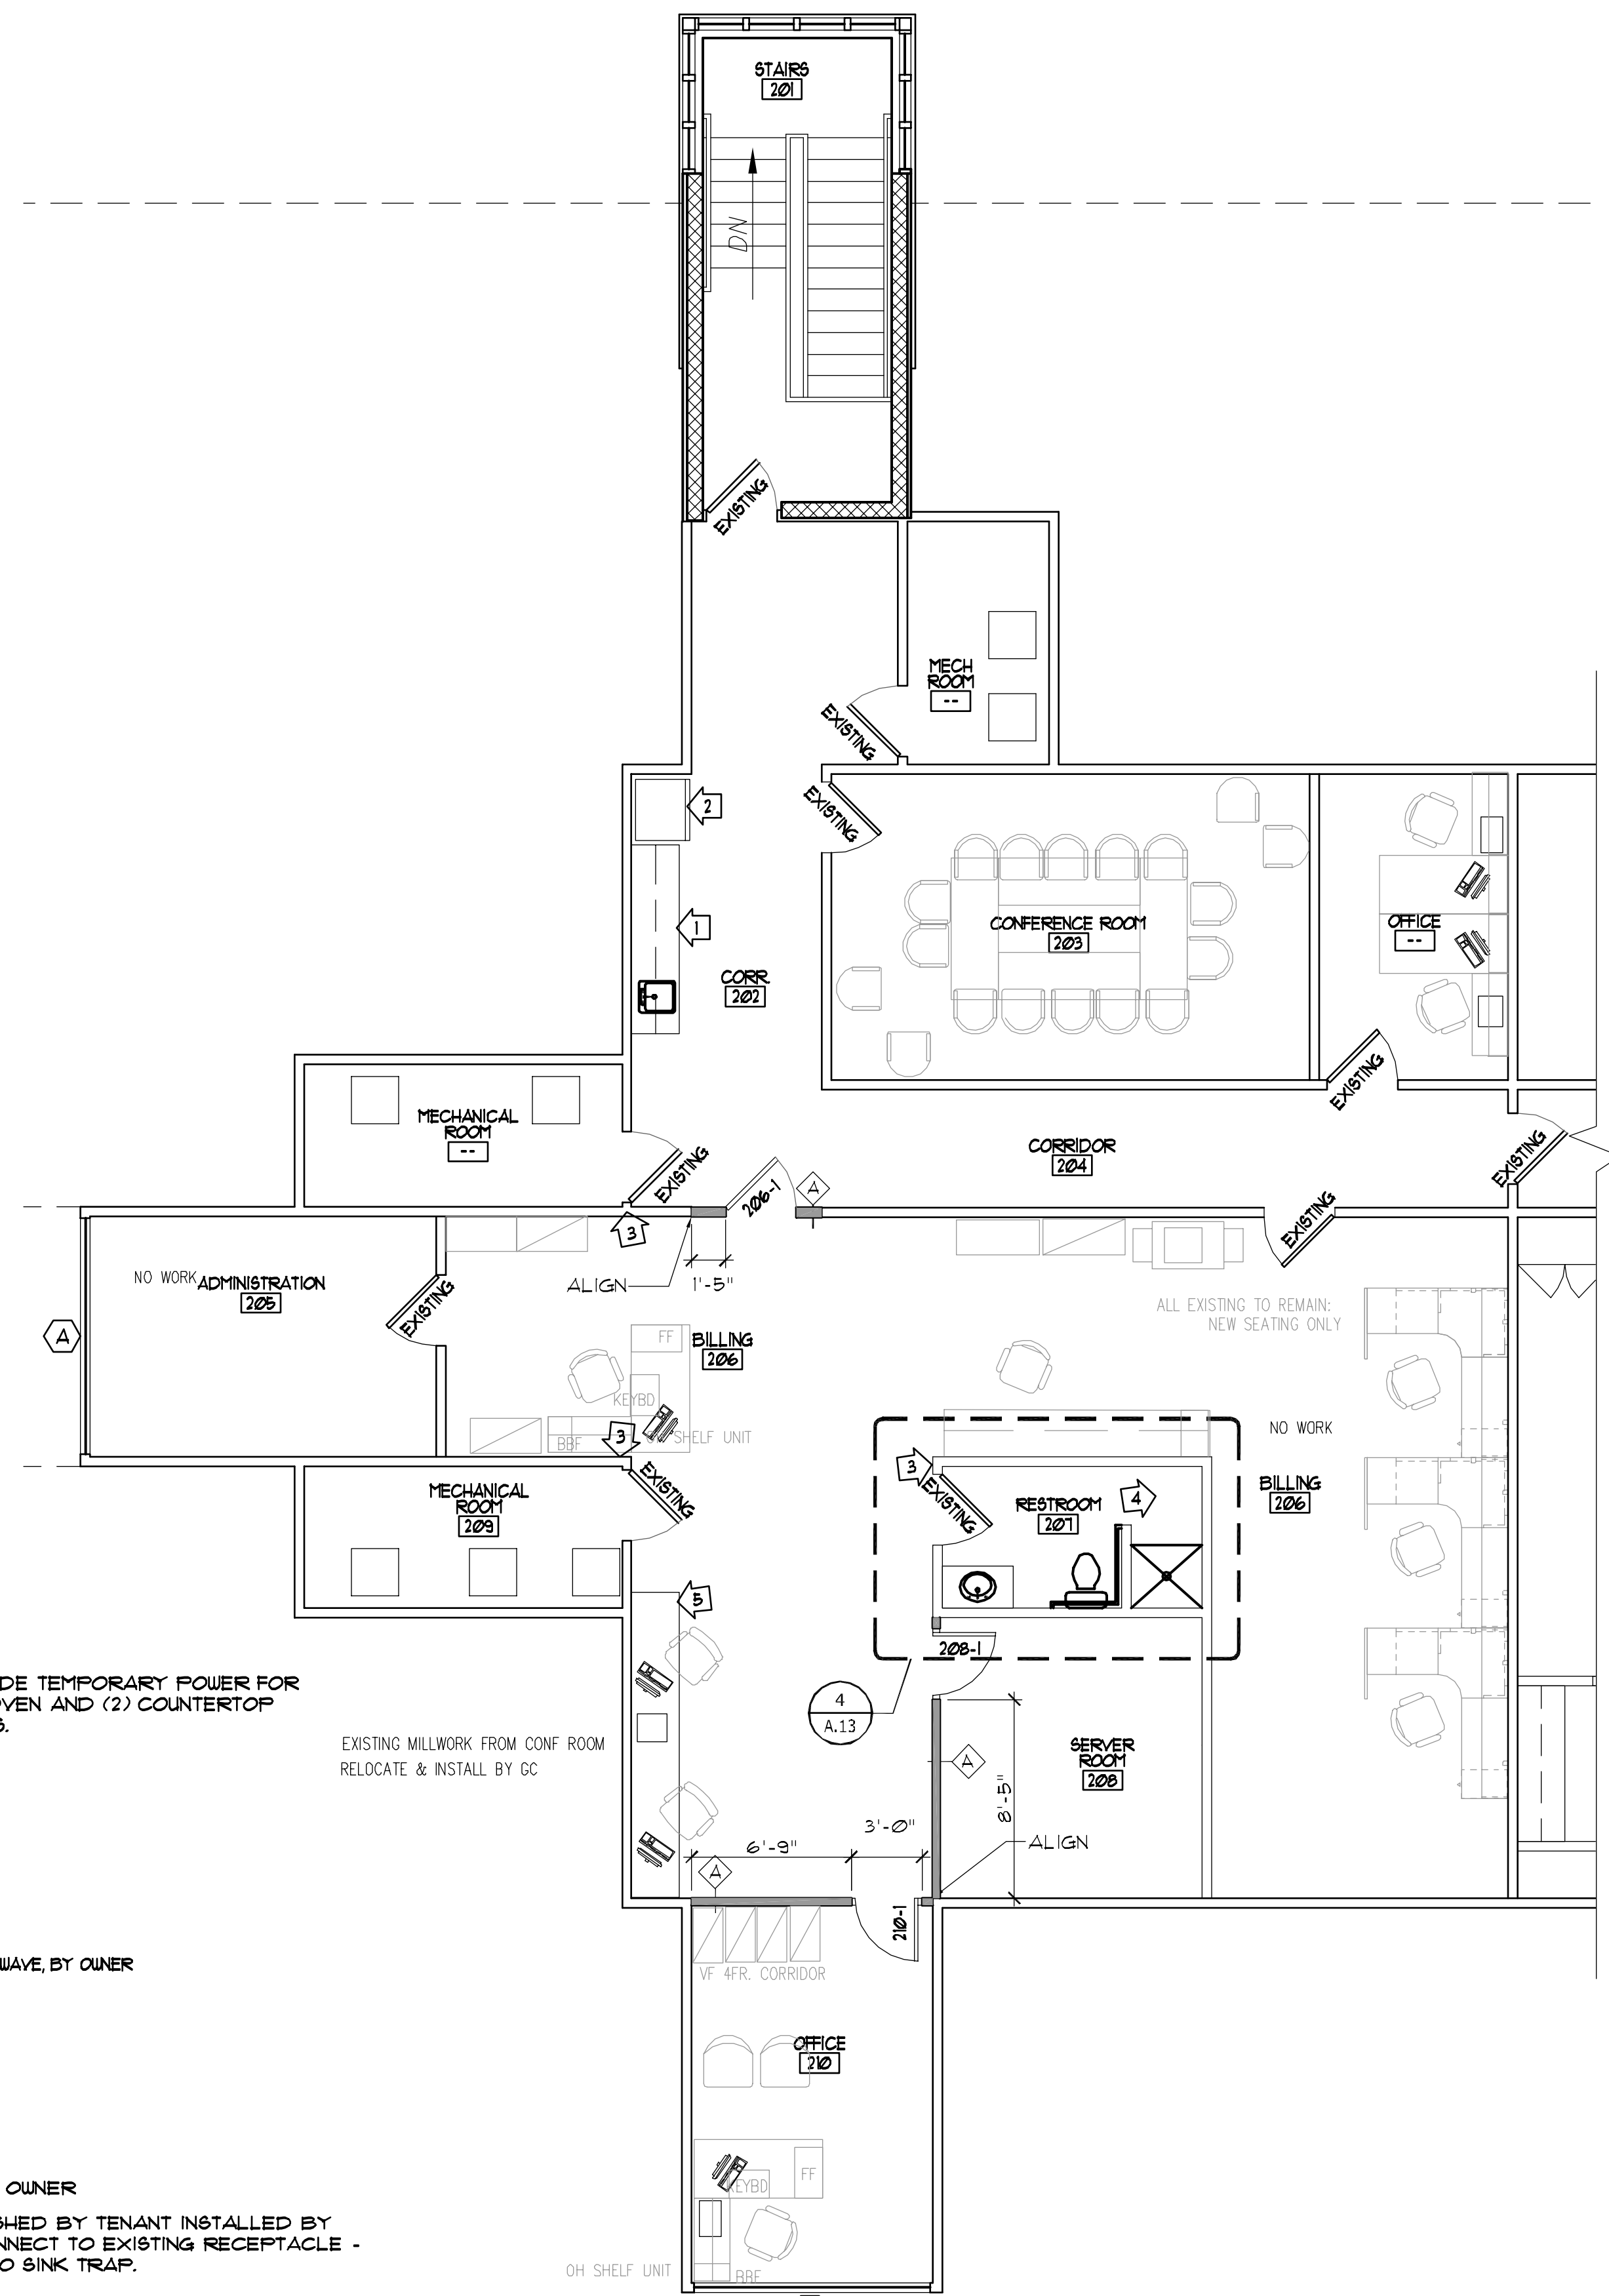 STAIRS
201
DN
EXISTING
MECH
ROOM
--
EXISTING
EXISTING
2
1
CONFERENCE ROOM
203
OFFICE
--
CORR.
202
EXISTING
MECHANICAL
ROOM
--
EXISTING
CORRIDOR
204
EXISTING
206-1
A
EXISTING
3
NO WORK
ADMINISTRATION
205
EXISTING
ALIGN
1'-5"
A
ALL EXISTING TO REMAIN:
NEW SEATING ONLY
FF
BILLING
206
KEYBD
BBF
3
OH SHELF UNIT
NO WORK
3
EXISTING
MECHANICAL
ROOM
209
EXISTING
RESTROOM
207
4
BILLING
206
5
208-1
4
A.13
DE TEMPORARY POWER FOR
OVEN AND (2) COUNTERTOP
S.
EXISTING MILLWORK FROM CONF ROOM
RELOCATE & INSTALL BY GC
SERVER
ROOM
208
A
8'-5"
3'-0"
6'-9"
ALIGN
A
210-1
WAVE, BY OWNER
VF 4FR. CORRIDOR
OFFICE
210
FF
KEYBD
OWNER
SHED BY TENANT INSTALLED BY
NNECT TO EXISTING RECEPTACLE -
O SINK TRAP.
OH SHELF UNIT
BBF